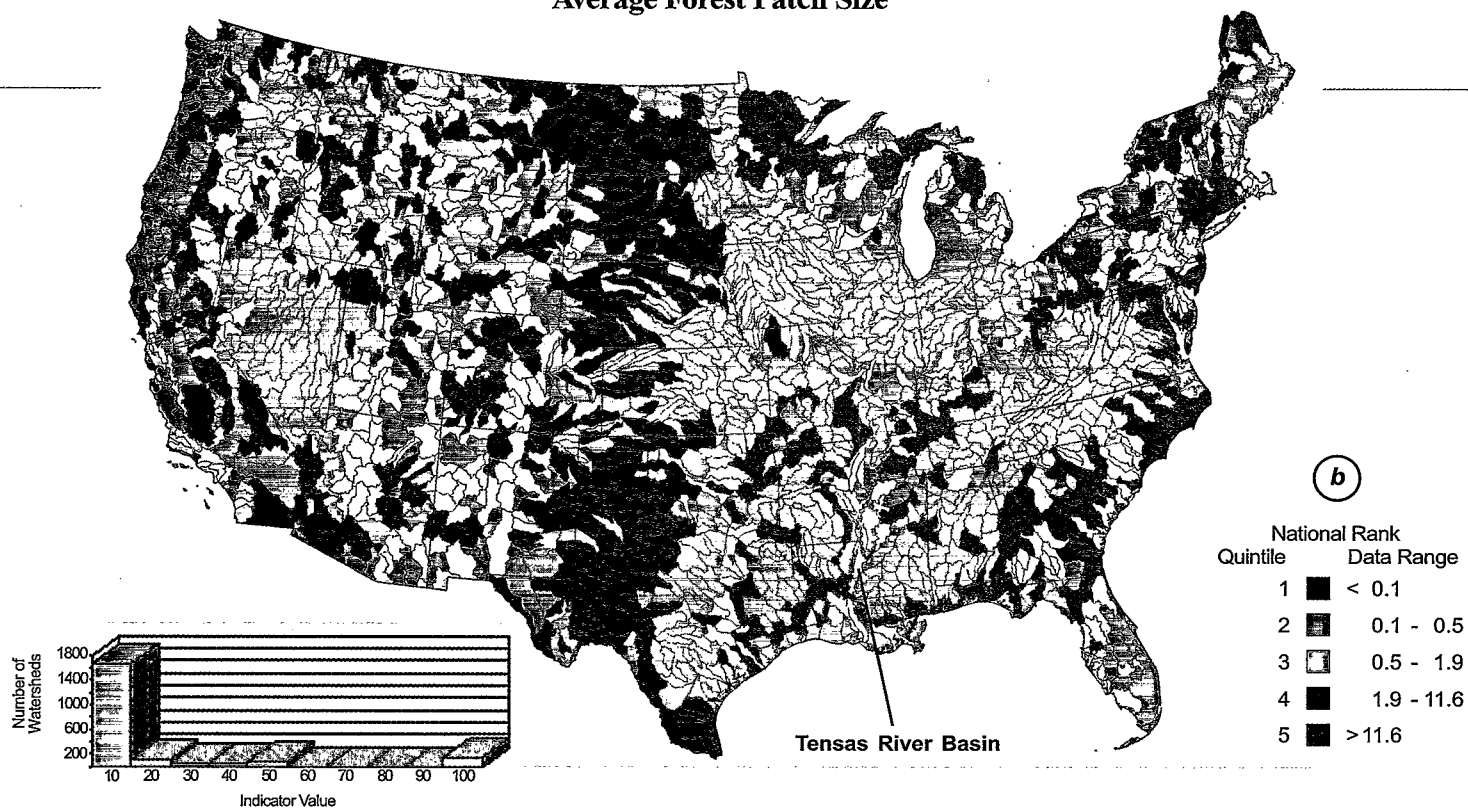 Average Forest Patch Size
b
National Rank
Quintile Data Range
1 < 0.1
2 0.1 - 0.5
3 0.5 - 1.9
4 1.9 - 11.6
5 >11.6
Tensas River Basin
Number of
Watersheds
1800
1400
1000
600
200
10 20 30 40 50 60 70 80 90 100
Indicator Value